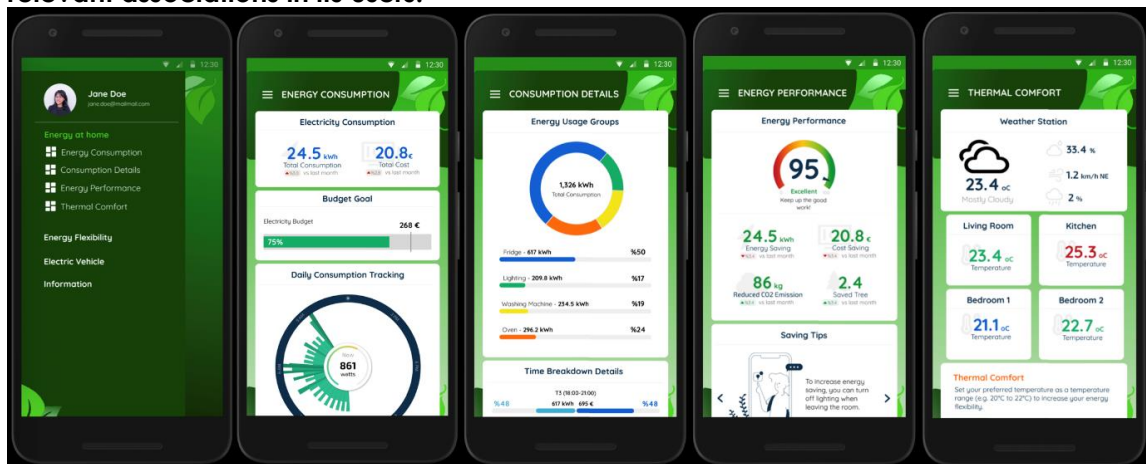 relevant associations in its users.
12:30
Jane Doe
jane.doe@mailmail.com
Energy at home
Energy Consumption
Consumption Details
Energy Performance
Thermal Comfort
Energy Flexibility
Electric Vehicle
Information
12:30
ENERGY CONSUMPTION
Electricity Consumption
24.5 kWh
Total Consumption
vs last month
20.8 €
Total Cost
vs last month
Budget Goal
Electricity Budget
268 €
75%
Daily Consumption Tracking
861
watts
12:30
CONSUMPTION DETAILS
Energy Usage Groups
1,326 kWh
Total Consumption
Fridge - 617 kWh %50
Lighting - 209.8 kWh %17
Washing Machine - 234.5 kWh %19
Oven - 296.2 kWh %24
Time Breakdown Details
T3 (18:00-21:00)
%48 617 kWh 695 € %48
12:30
ENERGY PERFORMANCE
Energy Performance
95
Excellent
Keep up the good
work!
24.5 kWh
Energy Saving
vs last month
20.8 €
Cost Saving
vs last month
86 kg
Reduced CO2 Emission
vs last month
2.4
Saved Tree
vs last month
Saving Tips
To increase energy
saving, you can turn
off lighting when
leaving the room.
12:30
THERMAL COMFORT
Weather Station
23.4 oC
Mostly Cloudy
33.4 %
1.2 km/h NE
2 %
Living Room
23.4 oC
Temperature
Kitchen
25.3 oC
Temperature
Bedroom 1
21.1 oC
Temperature
Bedroom 2
22.7 oC
Temperature
Thermal Comfort
Set your preferred temperature as a temperature
range (e.g. 20°C to 22°C) to increase your energy
flexibility.